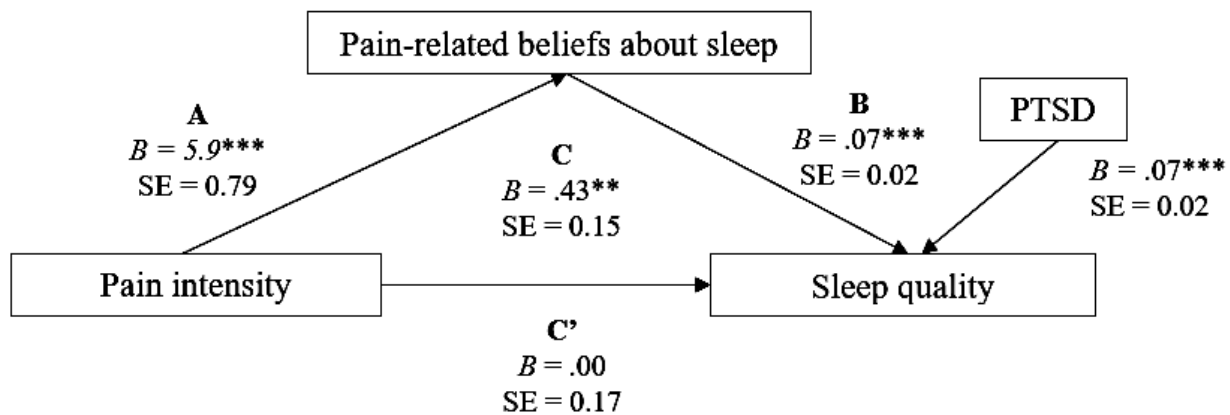 Pain-related beliefs about sleep
A
B = 5.9***
SE = 0.79
C
B = .43**
SE = 0.15
B
B = .07***
SE = 0.02
PTSD
B = .07***
SE = 0.02
Pain intensity
Sleep quality
C’
B = .00
SE = 0.17